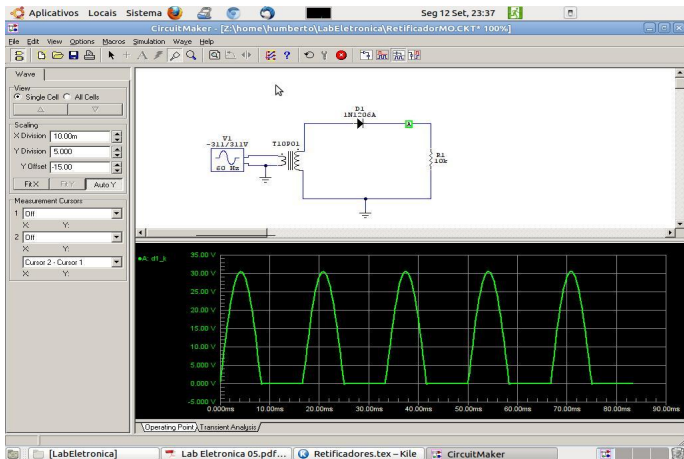 Aplicativos Locais Sistema Seg 12 Set, 23:37
CircuitMaker - [Z:\home\humberto\LabEletronica\RetificadorMO.CKT* 100%]
File Edit View Options Macros Simulation Wave Help
Wave
View
Single Cell All Cells
Scaling
X Division 10.00m
Y Division 5.000
Y Offset -15.00
Fit X Fit Y Auto Y
Measurement Cursors
1 Off
X: Y:
2 Off
X: Y:
Cursor 2 - Cursor 1
X: Y:
D1
1N1206A
A
V1
-311/311V
60 Hz
T10P01
R1
10k
A: d1_k
35.00 V
30.00 V
25.00 V
20.00 V
15.00 V
10.00 V
5.000 V
0.000 V
-5.000 V
0.000ms 10.00ms 20.00ms 30.00ms 40.00ms 50.00ms 60.00ms 70.00ms 80.00ms 90.00ms
Operating Point Transient Analysis
[LabEletronica] Lab Eletronica 05.pdf... Retificadores.tex – Kile CircuitMaker